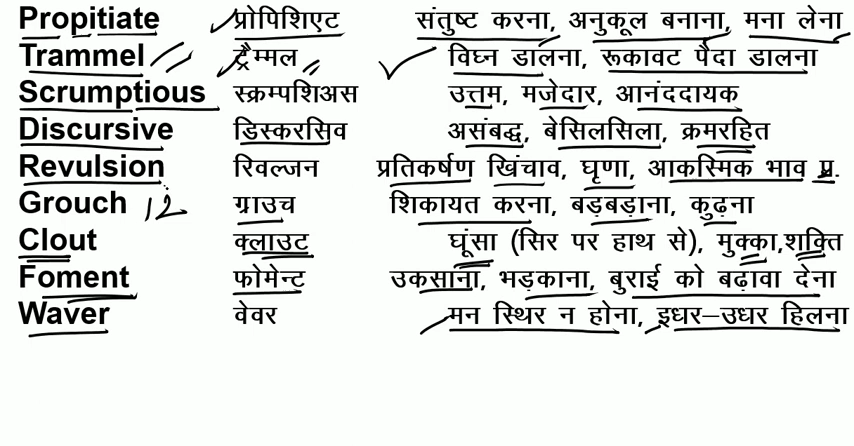 Propitiate प्रोपिशिएट संतुष्ट करना, अनुकूल बनाना, मना लेना
Trammel ट्रैम्मल विघ्न डालना, रूकावट पैदा डालना
Scrumptious स्क्रम्पशिअस उत्तम, मजेदार, आनंददायक
Discursive डिस्करसिव असंबद्ध, बेसिलसिला, क्रमरहित
Revulsion रिवल्जन प्रतिकर्षण खिंचाव, घृणा, आकस्मिक भाव प्र.
Grouch 12 ग्राउच शिकायत करना, बड़बड़ाना, कुढ़ना
Clout क्लाउट घूंसा (सिर पर हाथ से), मुक्का,शक्ति
Foment फोमेन्ट उकसाना, भड़काना, बुराई को बढ़ावा देना
Waver वेवर मन स्थिर न होना, इधर–उधर हिलना